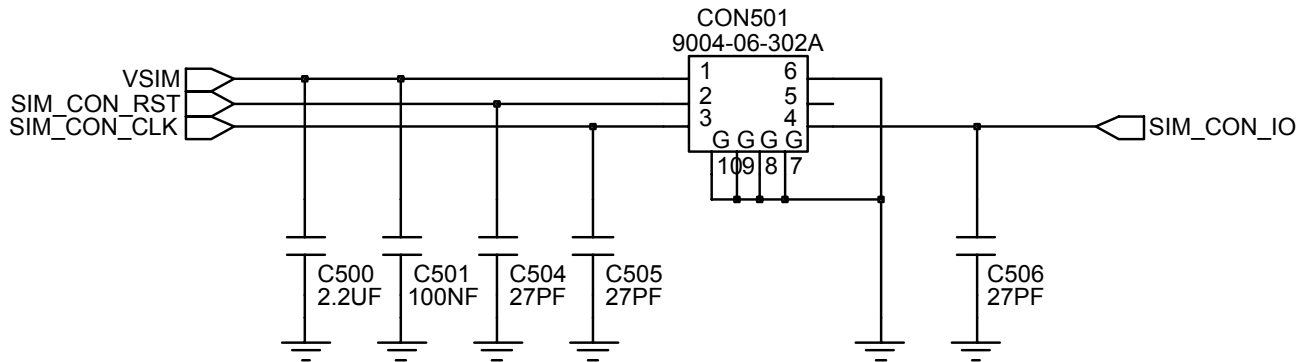 CON501
9004-06-302A
VSIM
1
6
SIM_CON_RST
2
5
SIM_CON_CLK
3
4
SIM_CON_IO
G G G G
10 9 8 7
C500
2.2UF
C501
100NF
C504
27PF
C505
27PF
C506
27PF